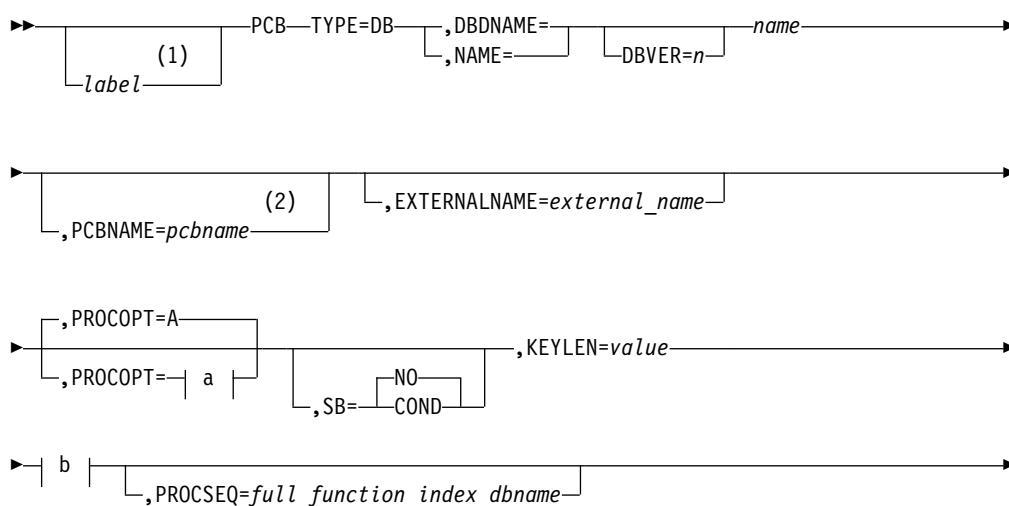 PCB TYPE=DB ,DBDNAME= name
(1) ,NAME= DBVER=n
label
(2) ,EXTERNALNAME=external_name
,PCBNAME=pcbname
,PROCOPT=A
,KEYLEN=value
,PROCOPT= a NO
,SB= COND
b
,PROCSEQ=full function index dbname